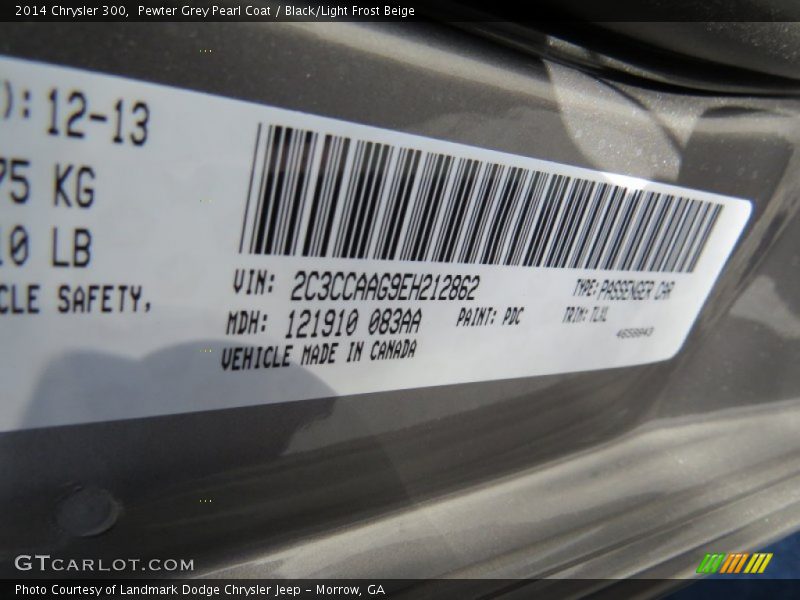 2014 Chrysler 300, Pewter Grey Pearl Coat / Black/Light Frost Beige
): 12-13
75 KG
10 LB
CLE SAFETY,
VIN: 2C3CCAAG9EH212862
TYPE: PASSENGER CAR
MDH: 121910 083AA
PAINT: PDC
TRIM: TLXL
VEHICLE MADE IN CANADA
4658843
GTCARLOT.COM
Photo Courtesy of Landmark Dodge Chrysler Jeep - Morrow, GA